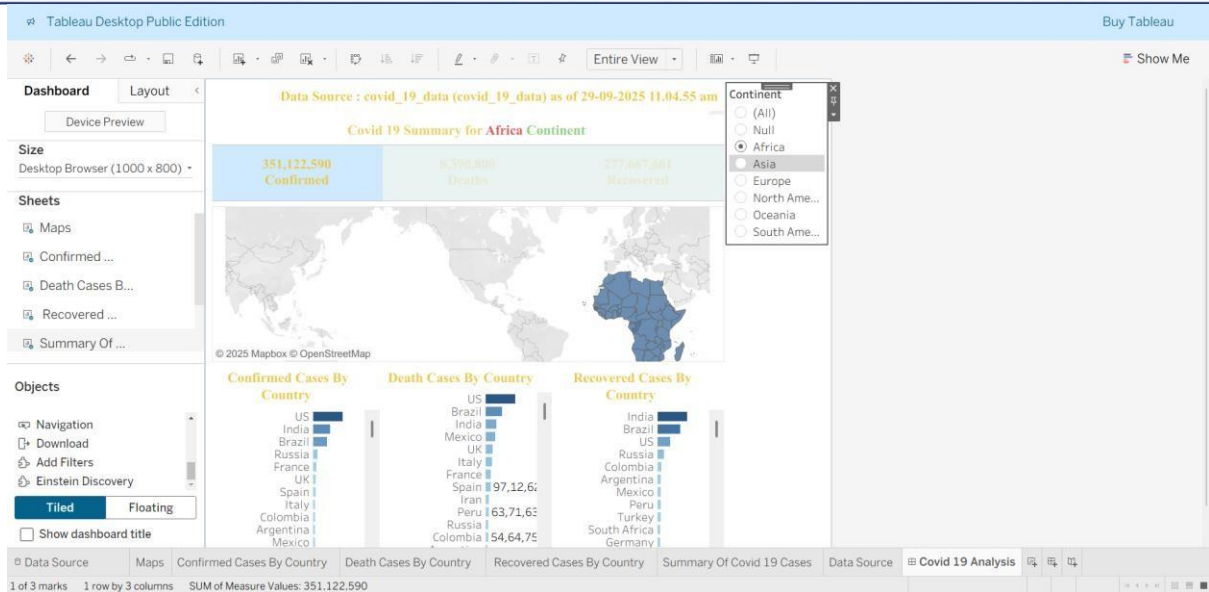 Tableau Desktop Public Edition
Buy Tableau
Entire View
Show Me
Dashboard
Layout
Device Preview
Size
Desktop Browser (1000 x 800)
Sheets
Maps
Confirmed ...
Death Cases B...
Recovered ...
Summary Of ...
Objects
Navigation
Download
Add Filters
Einstein Discovery
Tiled
Floating
Show dashboard title
Data Source : covid_19_data (covid_19_data) as of 29-09-2025 11.04.55 am
Covid 19 Summary for Africa Continent
351,122,590
Confirmed
Deaths
277,667,661
Recovered
Continent
(All)
Null
Africa
Asia
Europe
North Ame...
Oceania
South Ame...
© 2025 Mapbox © OpenStreetMap
Confirmed Cases By
Country
US
India
Brazil
Russia
France
UK
Spain
Italy
Colombia
Argentina
Mexico
Death Cases By Country
US
Brazil
India
Mexico
UK
Italy
France
Spain 97,12,62
Iran
Peru 63,71,63
Russia
Colombia 54,64,75
Recovered Cases By
Country
India
Brazil
US
Russia
Colombia
Argentina
Mexico
Peru
Turkey
South Africa
Germany
Data Source
Maps
Confirmed Cases By Country
Death Cases By Country
Recovered Cases By Country
Summary Of Covid 19 Cases
Data Source
Covid 19 Analysis
1 of 3 marks 1 row by 3 columns SUM of Measure Values: 351,122,590